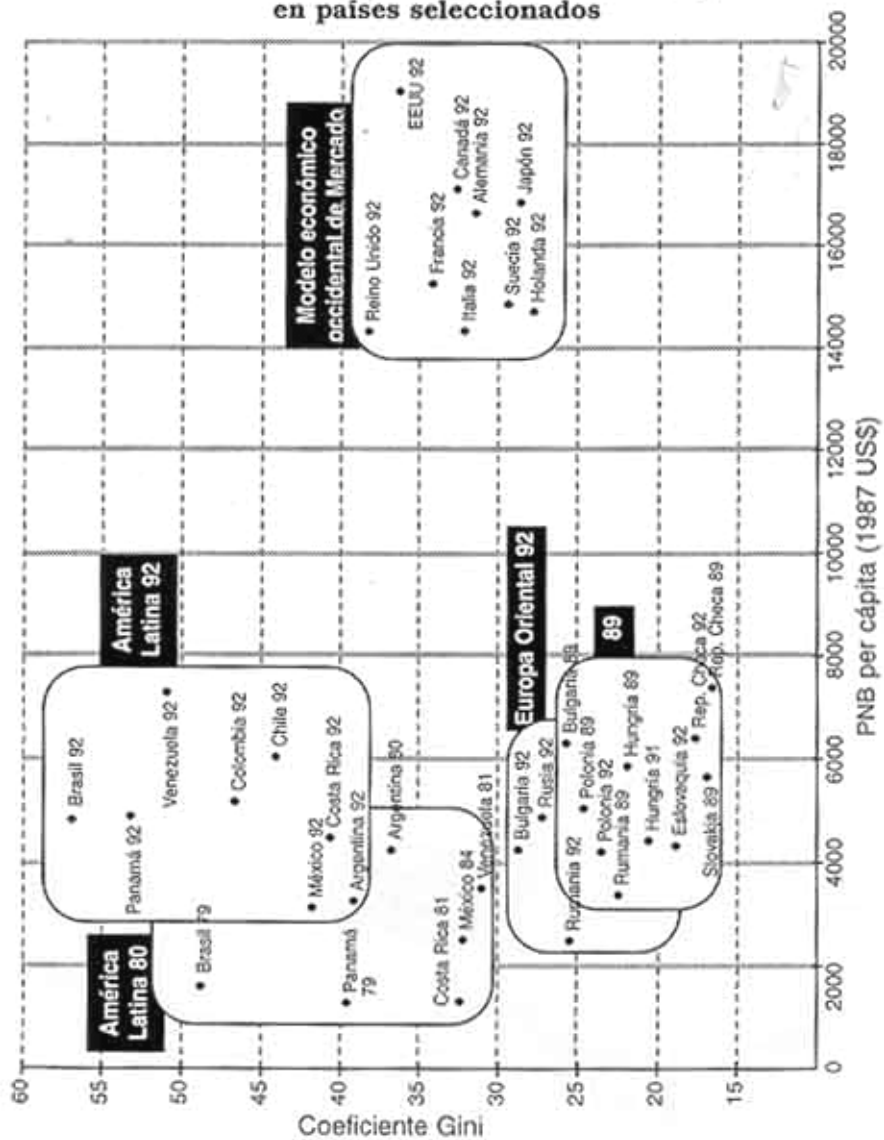 en países seleccionados
Coeficiente Gini
60
55
50
45
40
35
30
25
20
15
América
Latina 80
Brasil 79
Panamá
79
Costa Rica 81
México 84
Venezuela 81
Argentina 80
América
Latina 92
Brasil 92
Panamá 92
Venezuela 92
Colombia 92
Chile 92
México 92
Costa Rica 92
Argentina 92
Europa Oriental 92
Bulgaria 92
Rusia 92
Rumania 92
89
Bulgaria 89
Polonia 89
Polonia 92
Rumania 89
Hungría 89
Hungría 91
Eslovaquia 92
Slovakia 89
Rep. Checa 92
Rep. Checa 89
Modelo económico
occidental de Mercado
Reino Unido 92
EEUU 92
Francia 92
Italia 92
Canadá 92
Alemania 92
Suecia 92
Japón 92
Holanda 92
0
2000
4000
6000
8000
10000
12000
14000
16000
18000
20000
PNB per cápita (1987 US$)